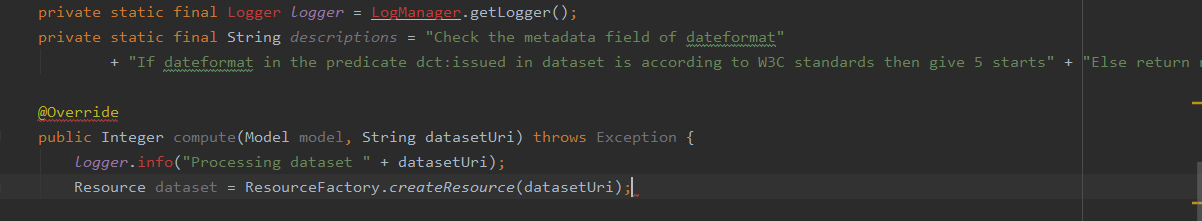 private static final Logger logger = LogManager.getLogger();
private static final String descriptions = "Check the metadata field of dateformat"
+ "If dateformat in the predicate dct:issued in dataset is according to W3C standards then give 5 starts" + "Else return
@Override
public Integer compute(Model model, String datasetUri) throws Exception {
logger.info("Processing dataset " + datasetUri);
Resource dataset = ResourceFactory.createResource(datasetUri);